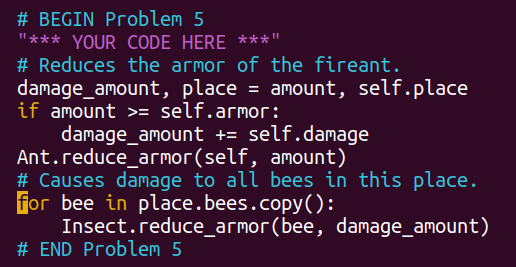 # BEGIN Problem 5
"*** YOUR CODE HERE ***"
# Reduces the armor of the fireant.
damage_amount, place = amount, self.place
if amount >= self.armor:
    damage_amount += self.damage
Ant.reduce_armor(self, amount)
# Causes damage to all bees in this place.
for bee in place.bees.copy():
    Insect.reduce_armor(bee, damage_amount)
# END Problem 5